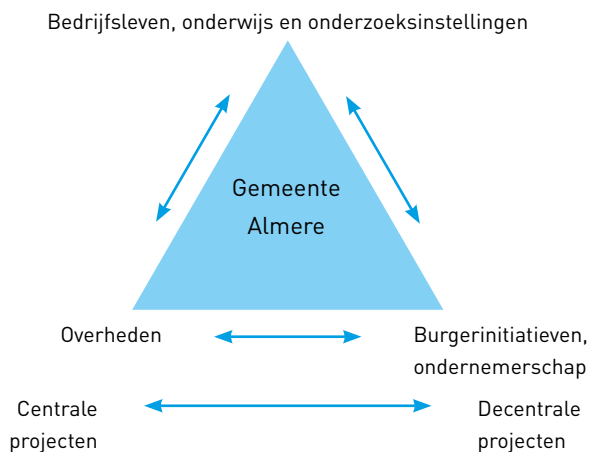 Bedrijfsleven, onderwijs en onderzoeksinstellingen
Gemeente
Almere
Overheden
Burgerinitiatieven,
ondernemerschap
Centrale
projecten
Decentrale
projecten